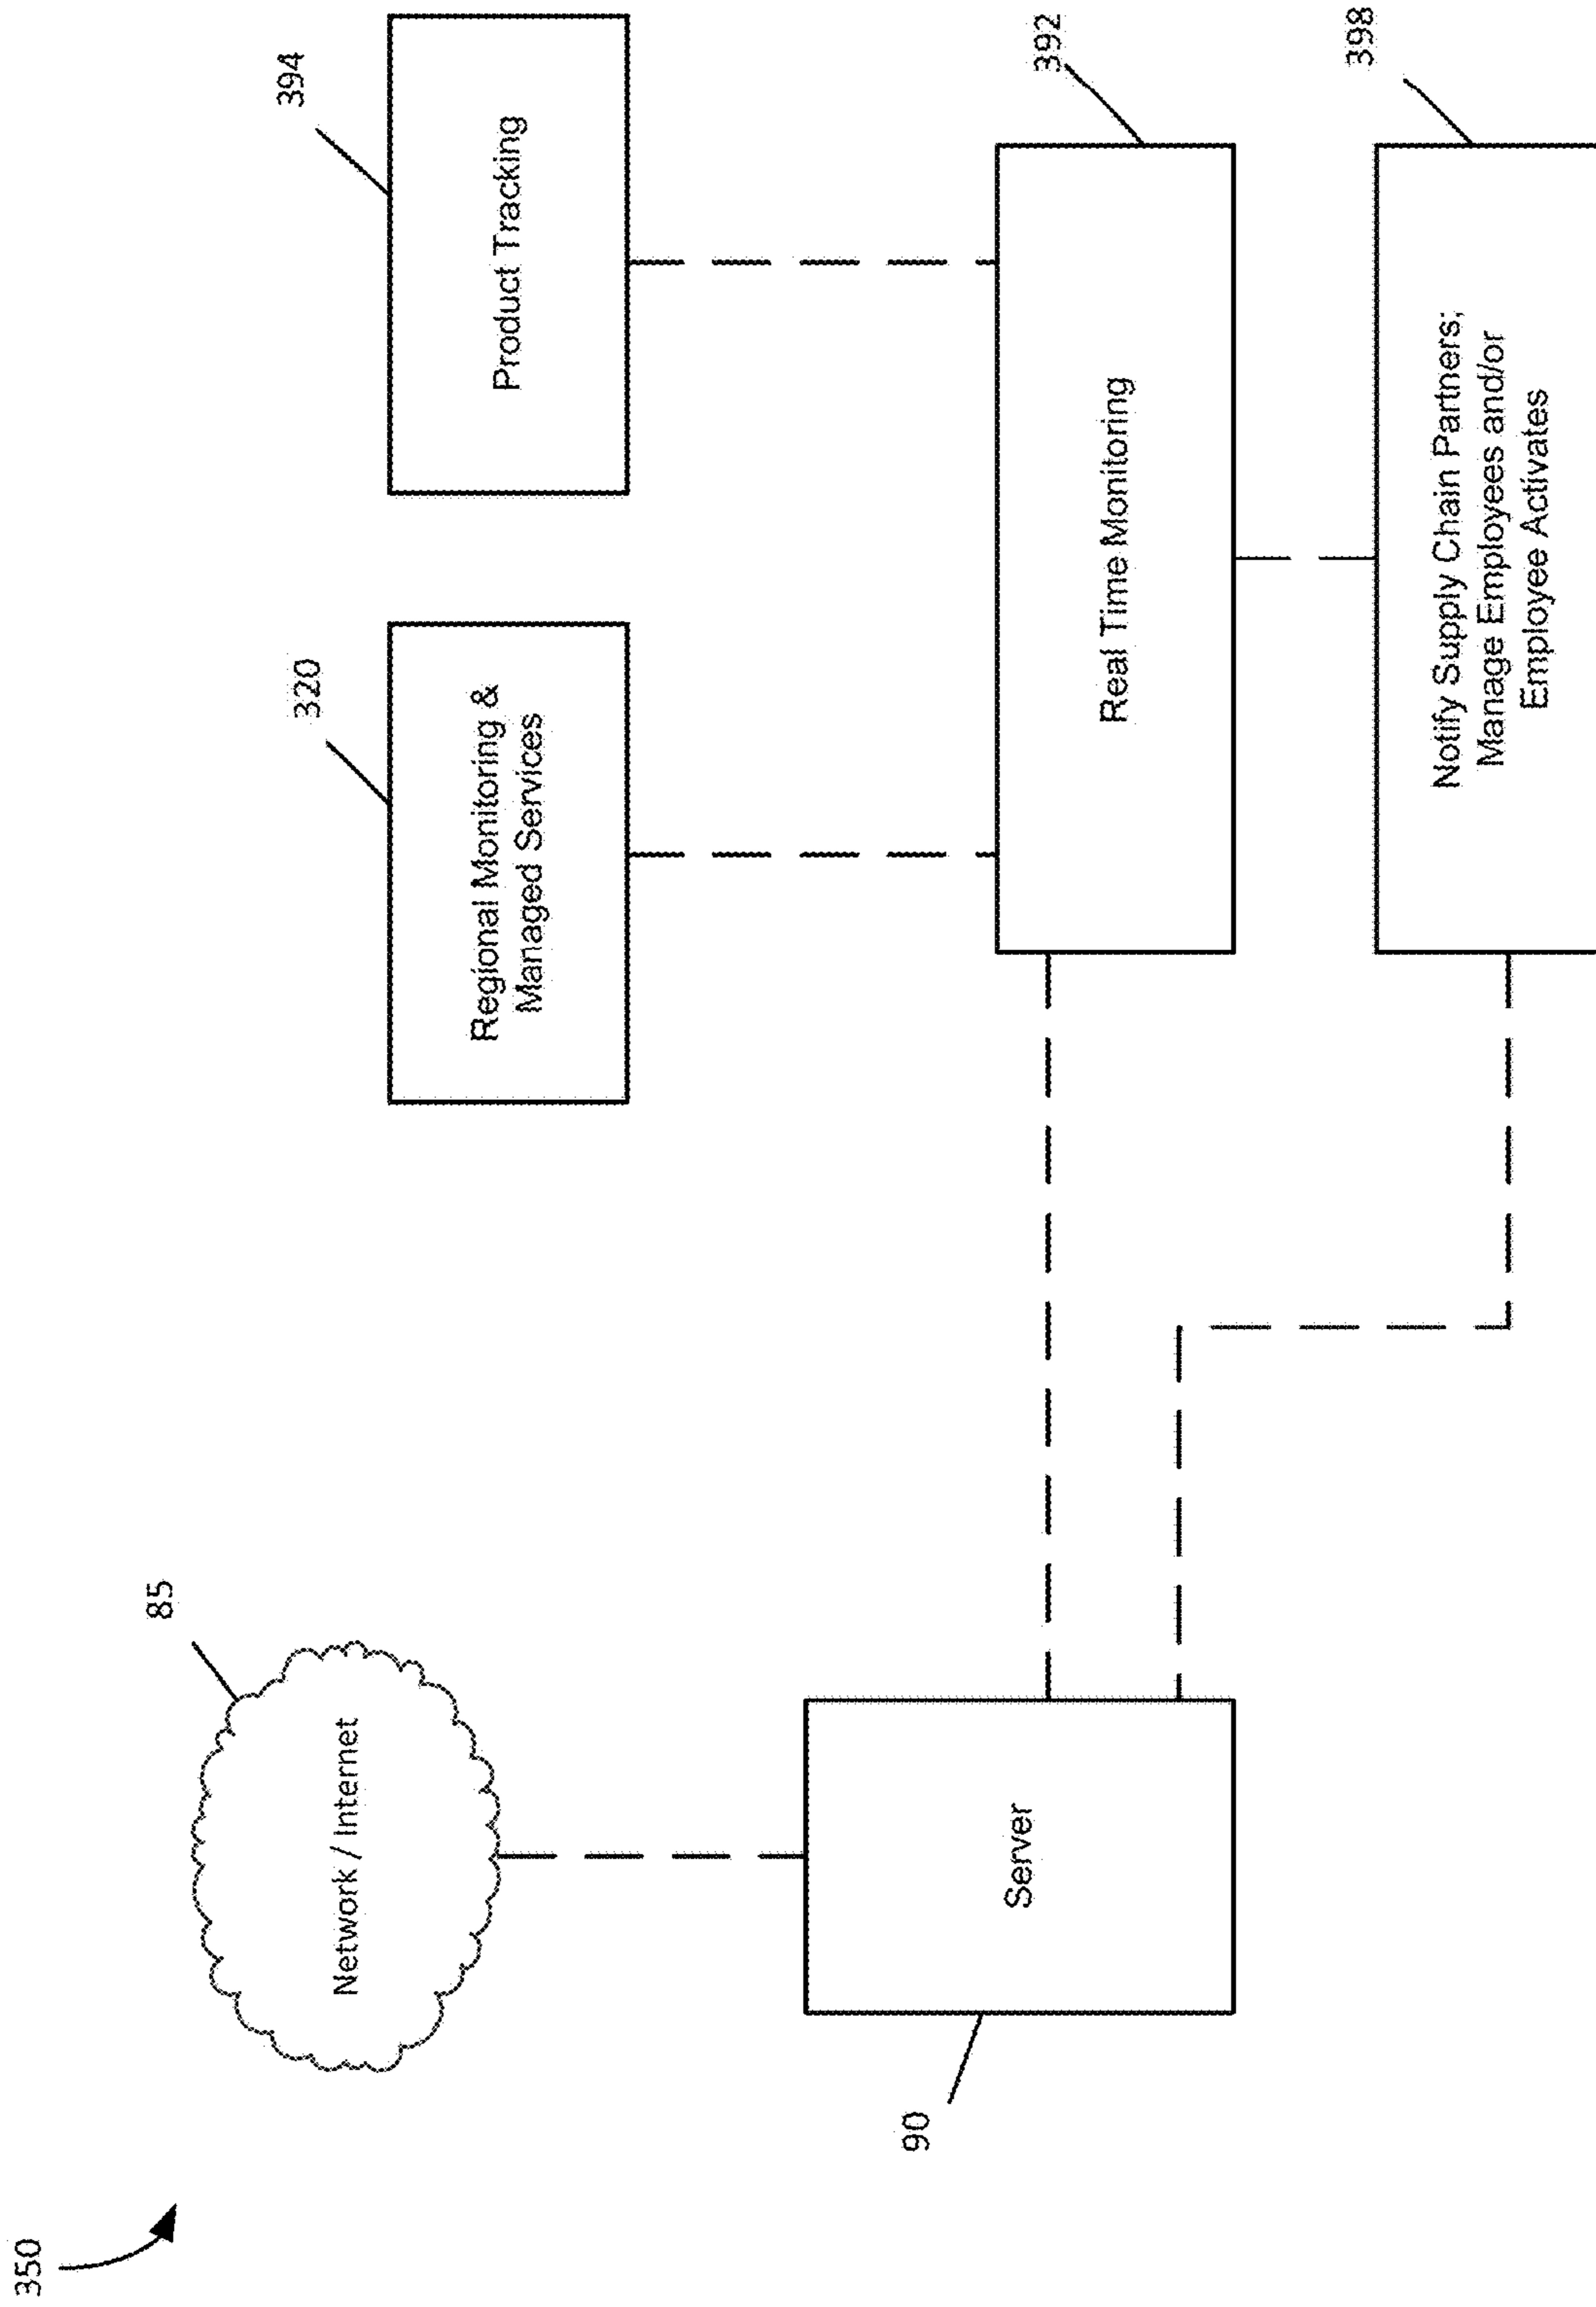 350
85
Network / Internet
90
Server
320
Regional Monitoring &
Managed Services
394
Product Tracking
392
Real Time Monitoring
398
Notify Supply Chain Partners;
Manage Employees and/or
Employee Activates